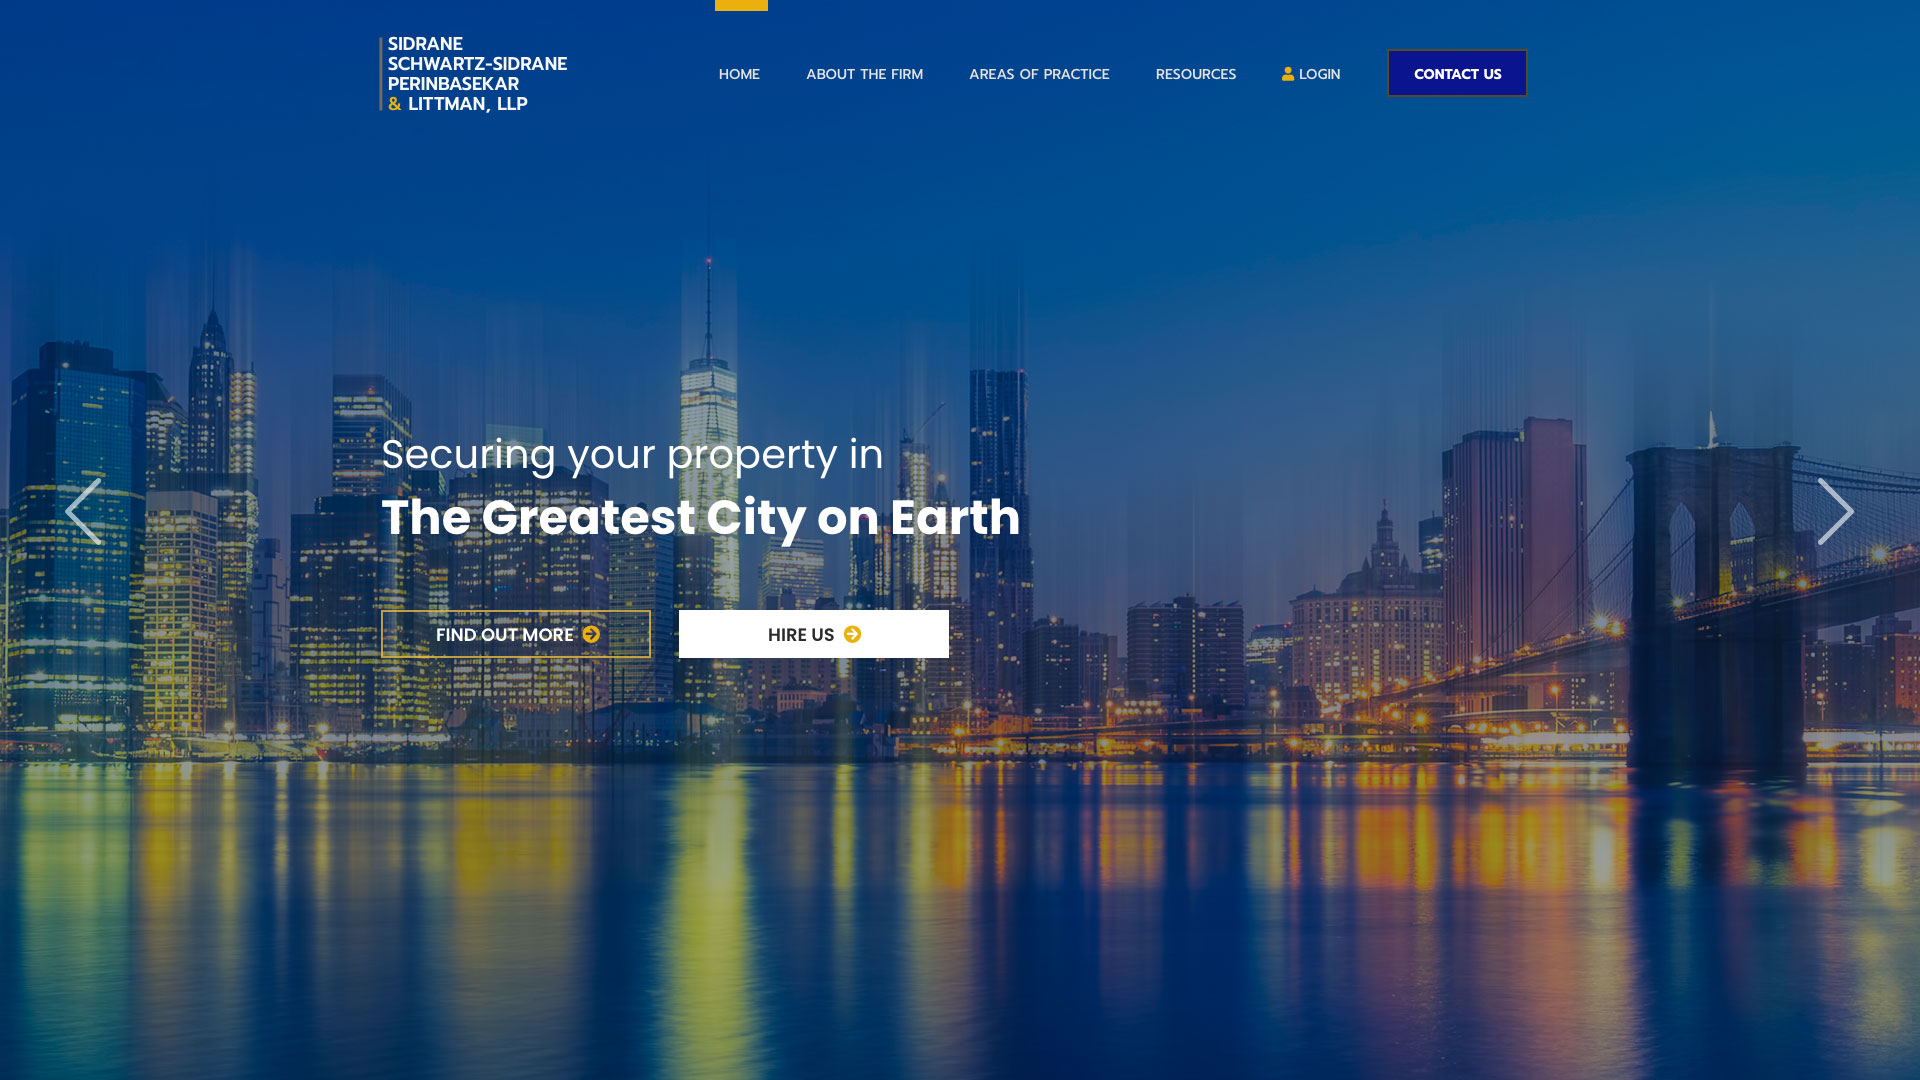 SIDRANE
SCHWARTZ-SIDRANE
PERINBASEKAR
& LITTMAN, LLP
HOME
ABOUT THE FIRM
AREAS OF PRACTICE
RESOURCES
LOGIN
CONTACT US
Securing your property in
The Greatest City on Earth
FIND OUT MORE
HIRE US